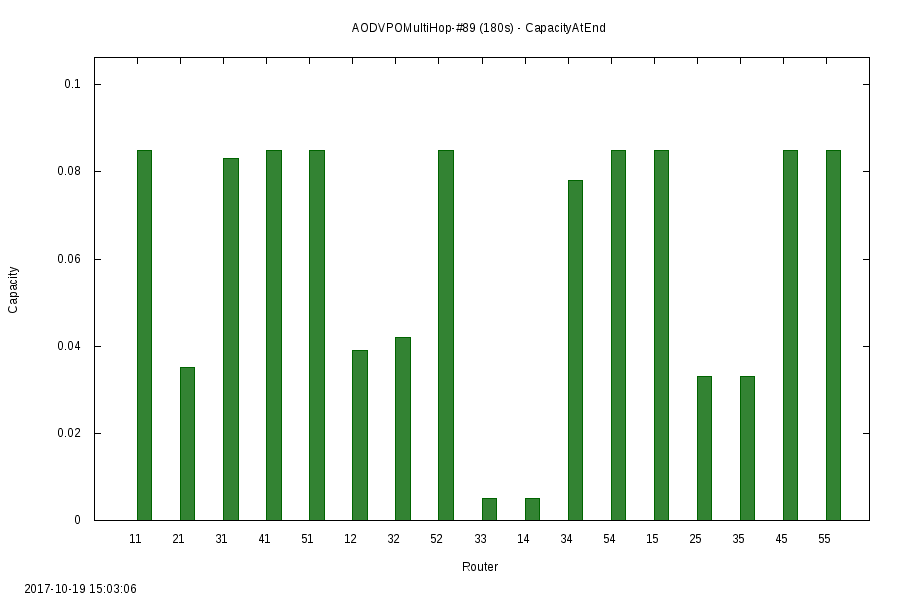 AODVPOMultiHop-#89 (180s) - CapacityAtEnd
0.1
0.08
0.06
0.04
0.02
0
Capacity
11 21 31 41 51 12 32 52 33 14 34 54 15 25 35 45 55
Router
2017-10-19 15:03:06